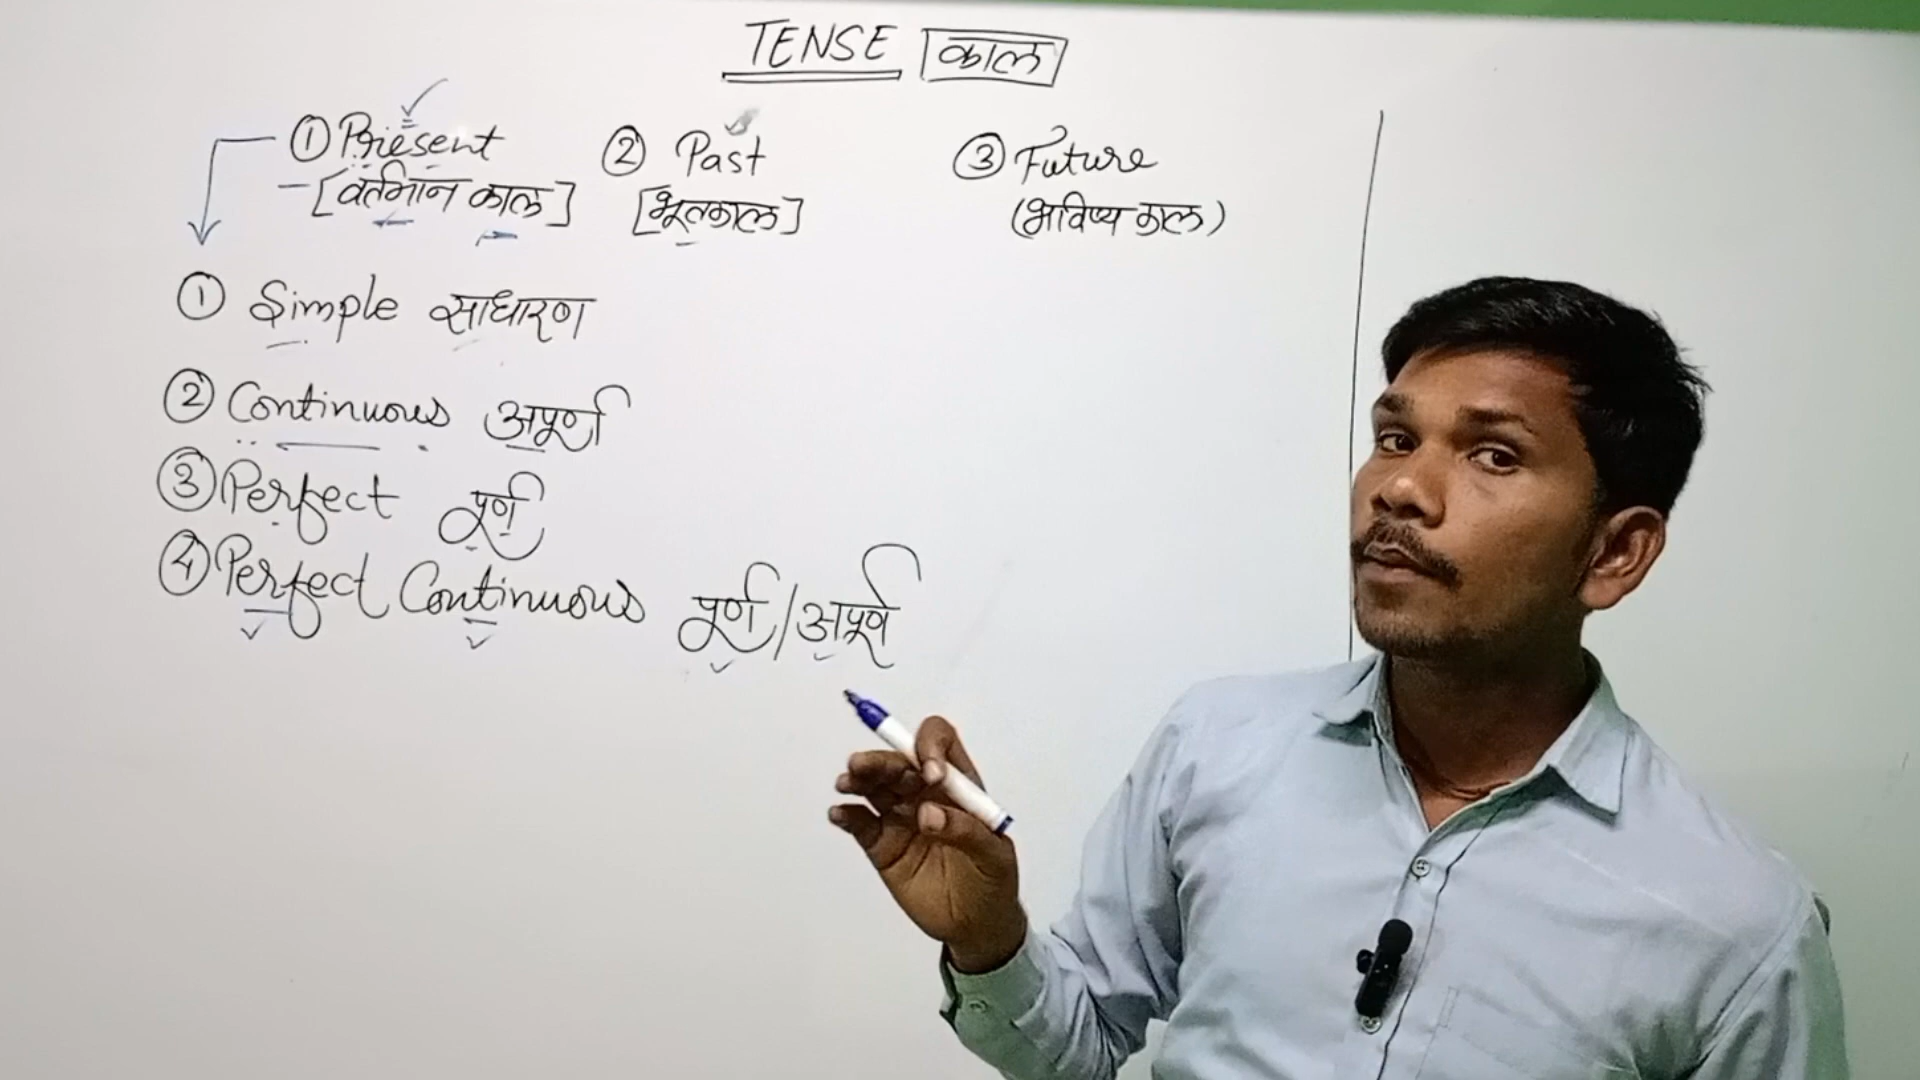 TENSE काल
① Present ② Past ③ Future
[वर्तमान काल] [भूतकाल] (भविष्य काल)
① Simple साधारण
② Continuous अपूर्ण
③ Perfect पूर्ण
④ Perfect Continuous पूर्ण/अपूर्ण